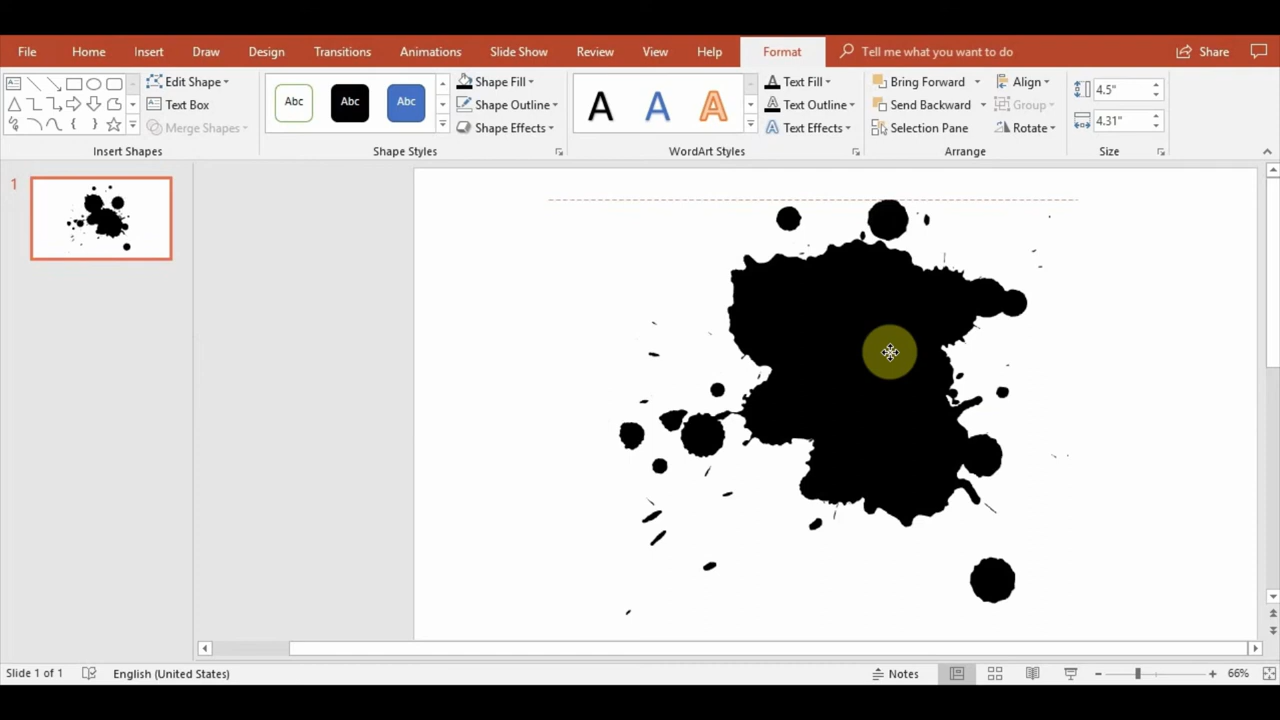 File Home Insert Draw Design Transitions Animations Slide Show Review View Help Format Tell me what you want to do Share
Edit Shape Abc Abc Abc Shape Fill A A A Text Fill Bring Forward Align 4.5"
Text Box Shape Outline Text Outline Send Backward Group
Merge Shapes Shape Effects Text Effects Selection Pane Rotate 4.31"
Insert Shapes Shape Styles WordArt Styles Arrange Size
1
Slide 1 of 1 English (United States) Notes 66%